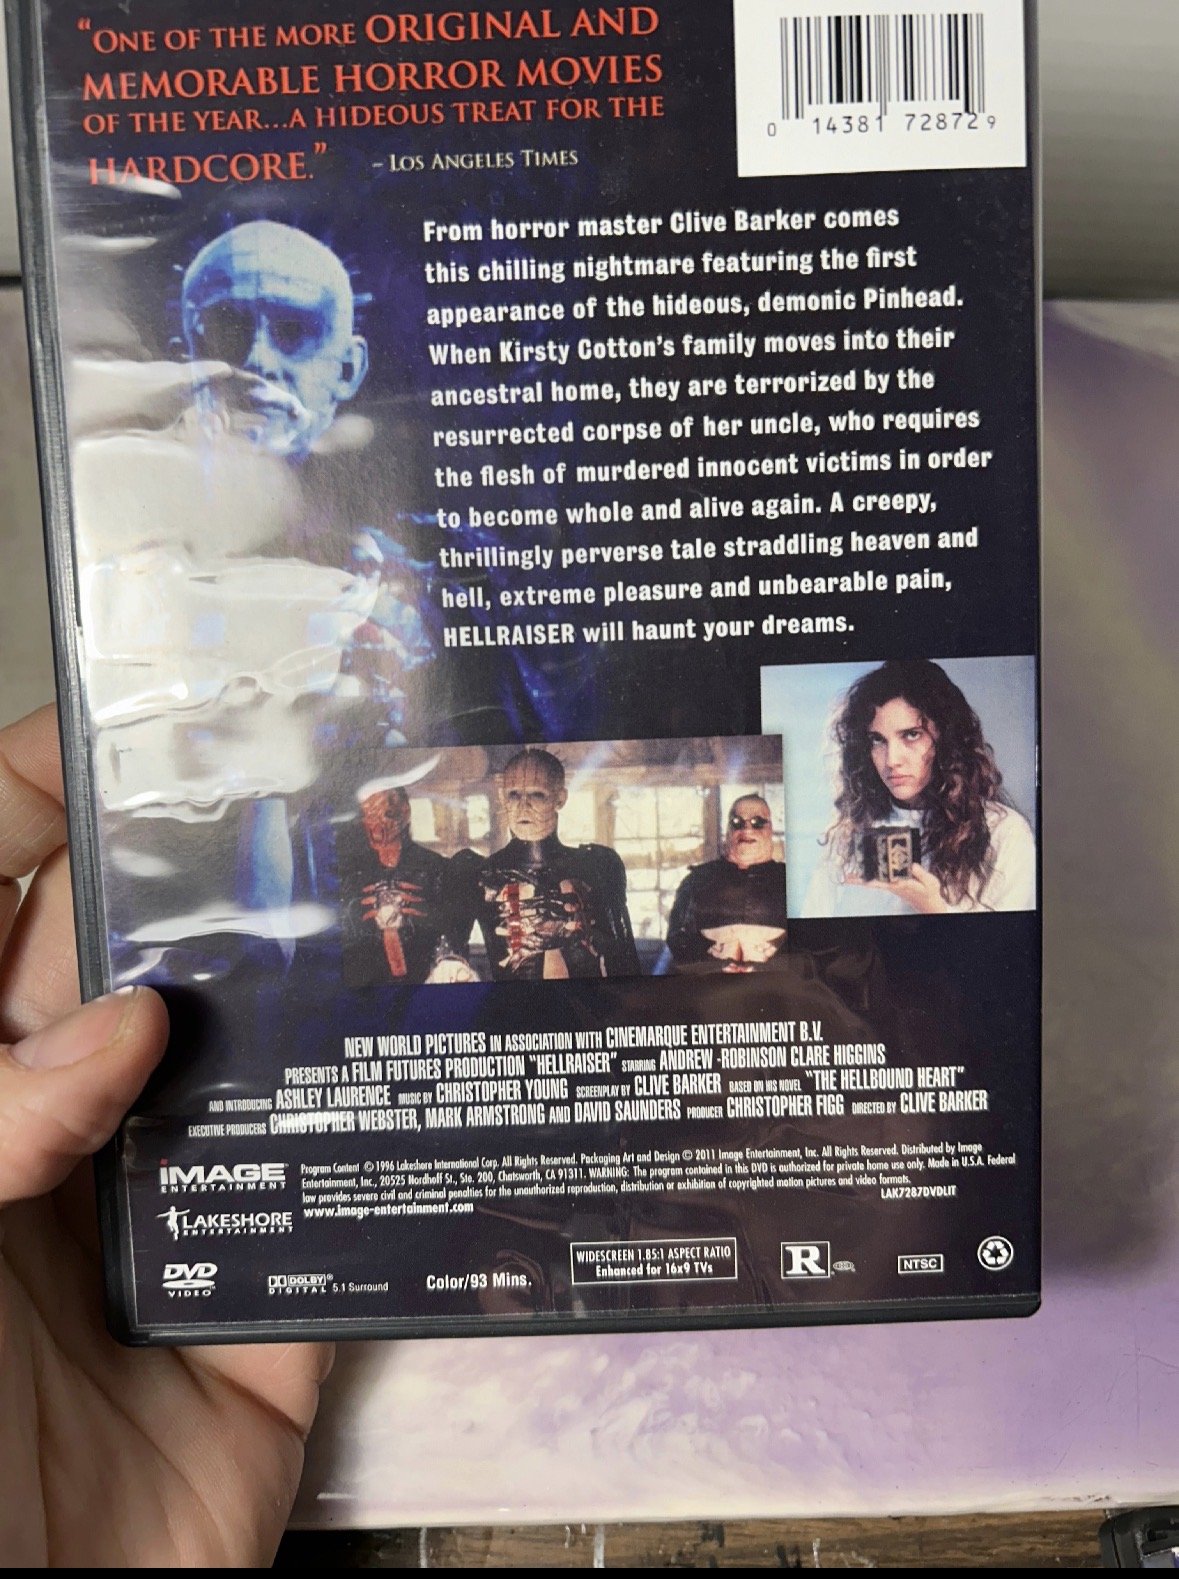 “ONE OF THE MORE ORIGINAL AND
MEMORABLE HORROR MOVIES
OF THE YEAR...A HIDEOUS TREAT FOR THE
HARDCORE.” – LOS ANGELES TIMES
0 14381 72872 9
From horror master Clive Barker comes
this chilling nightmare featuring the first
appearance of the hideous, demonic Pinhead.
When Kirsty Cotton's family moves into their
ancestral home, they are terrorized by the
resurrected corpse of her uncle, who requires
the flesh of murdered innocent victims in order
to become whole and alive again. A creepy,
thrillingly perverse tale straddling heaven and
hell, extreme pleasure and unbearable pain,
HELLRAISER will haunt your dreams.
NEW WORLD PICTURES IN ASSOCIATION WITH CINEMARQUE ENTERTAINMENT B.V.
PRESENTS A FILM FUTURES PRODUCTION "HELLRAISER" STARRING ANDREW -ROBINSON CLARE HIGGINS
AND INTRODUCING ASHLEY LAURENCE MUSIC BY CHRISTOPHER YOUNG SCREENPLAY BY CLIVE BARKER BASED ON HIS NOVEL "THE HELLBOUND HEART"
EXECUTIVE PRODUCERS CHRISTOPHER WEBSTER, MARK ARMSTRONG AND DAVID SAUNDERS PRODUCER CHRISTOPHER FIGG DIRECTED BY CLIVE BARKER
iMAGE
ENTERTAINMENT
Program Content © 1996 Lakeshore International Corp. All Rights Reserved. Packaging Art and Design © 2011 Image Entertainment, Inc. All Rights Reserved. Distributed by Image
Entertainment, Inc., 20525 Nordhoff St., Ste. 200, Chatsworth, CA 91311. WARNING: The program contained in this DVD is authorized for private home use only. Made in U.S.A. Federal
law provides severe civil and criminal penalties for the unauthorized reproduction, distribution or exhibition of copyrighted motion pictures and video formats.
www.image-entertainment.com
LAK7287DVDLIT
LAKESHORE
ENTERTAINMENT
DVD
VIDEO
DOLBY®
DIGITAL 5.1 Surround
Color/93 Mins.
WIDESCREEN 1.85:1 ASPECT RATIO
Enhanced for 16x9 TVs
R
NTSC